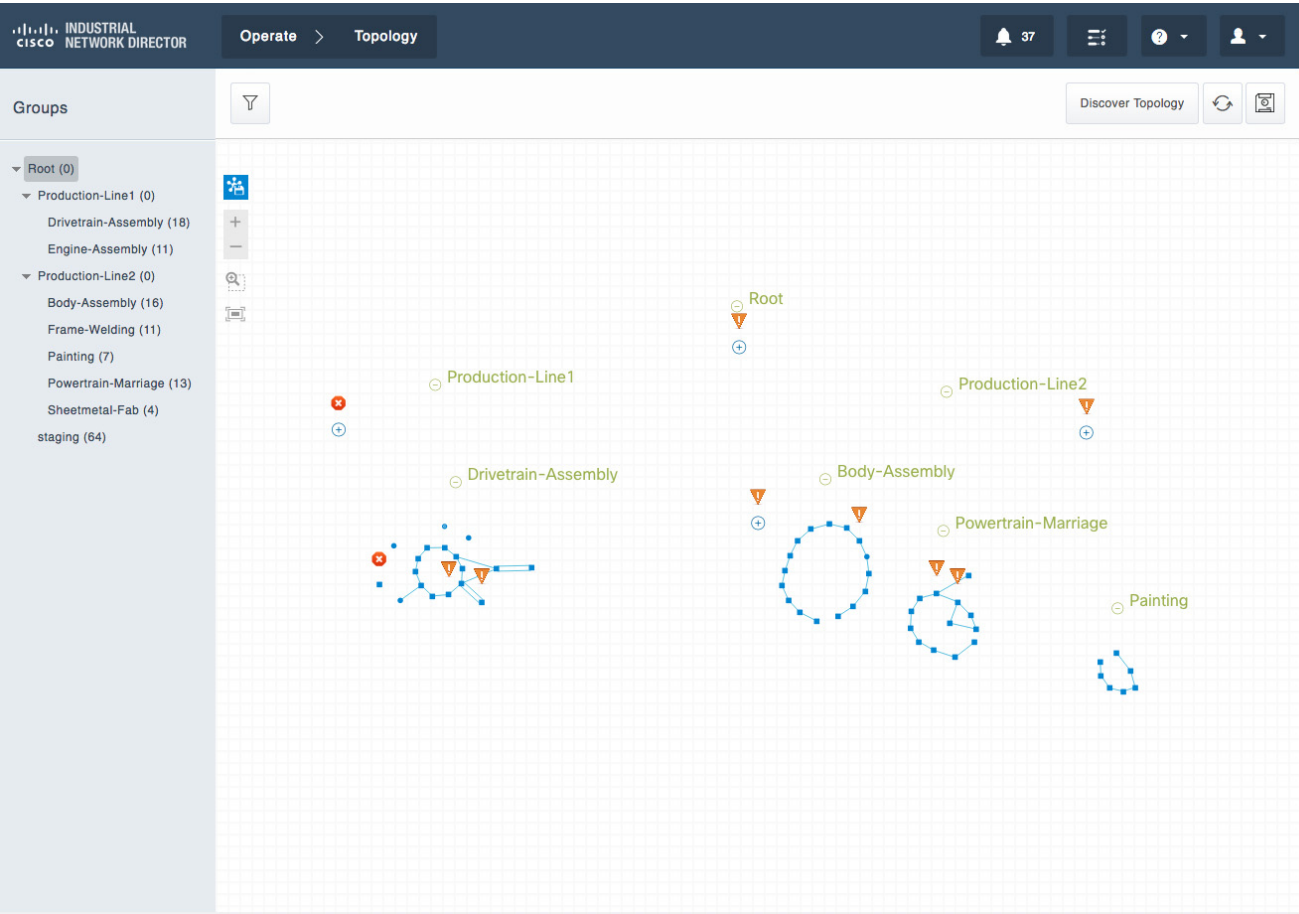 INDUSTRIAL
CISCO NETWORK DIRECTOR
Operate > Topology
37
?
Groups
Discover Topology
Root (0)
Production-Line1 (0)
Drivetrain-Assembly (18)
Engine-Assembly (11)
Production-Line2 (0)
Body-Assembly (16)
Frame-Welding (11)
Painting (7)
Powertrain-Marriage (13)
Sheetmetal-Fab (4)
staging (64)
Root
Production-Line1
Production-Line2
Drivetrain-Assembly
Body-Assembly
Powertrain-Marriage
Painting